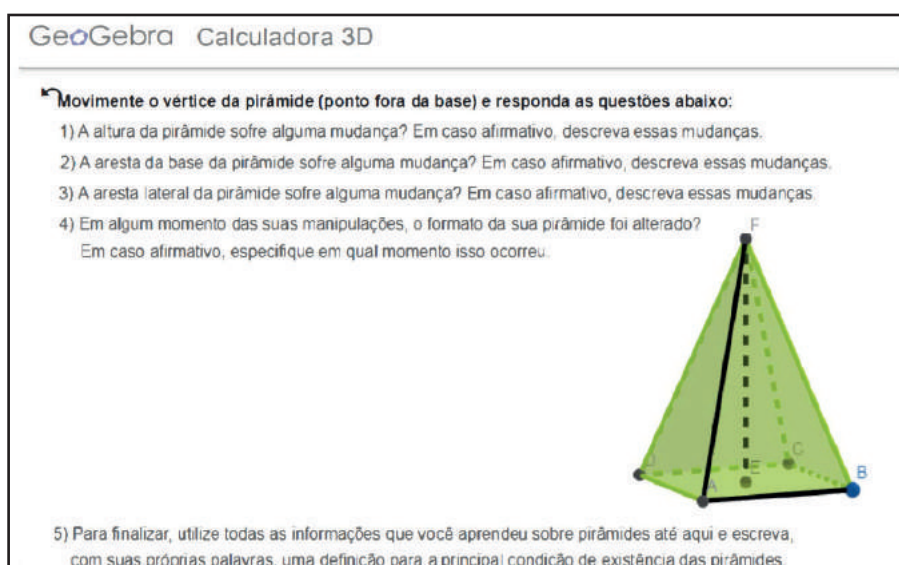 GeoGebra Calculadora 3D
Movimente o vértice da pirâmide (ponto fora da base) e responda as questões abaixo:
1) A altura da pirâmide sofre alguma mudança? Em caso afirmativo, descreva essas mudanças.
2) A aresta da base da pirâmide sofre alguma mudança? Em caso afirmativo, descreva essas mudanças.
3) A aresta lateral da pirâmide sofre alguma mudança? Em caso afirmativo, descreva essas mudanças.
4) Em algum momento das suas manipulações, o formato da sua pirâmide foi alterado?
Em caso afirmativo, especifique em qual momento isso ocorreu.
F
D
C
E
A
B
5) Para finalizar, utilize todas as informações que você aprendeu sobre pirâmides até aqui e escreva,
com suas próprias palavras, uma definição para a principal condição de existência das pirâmides.